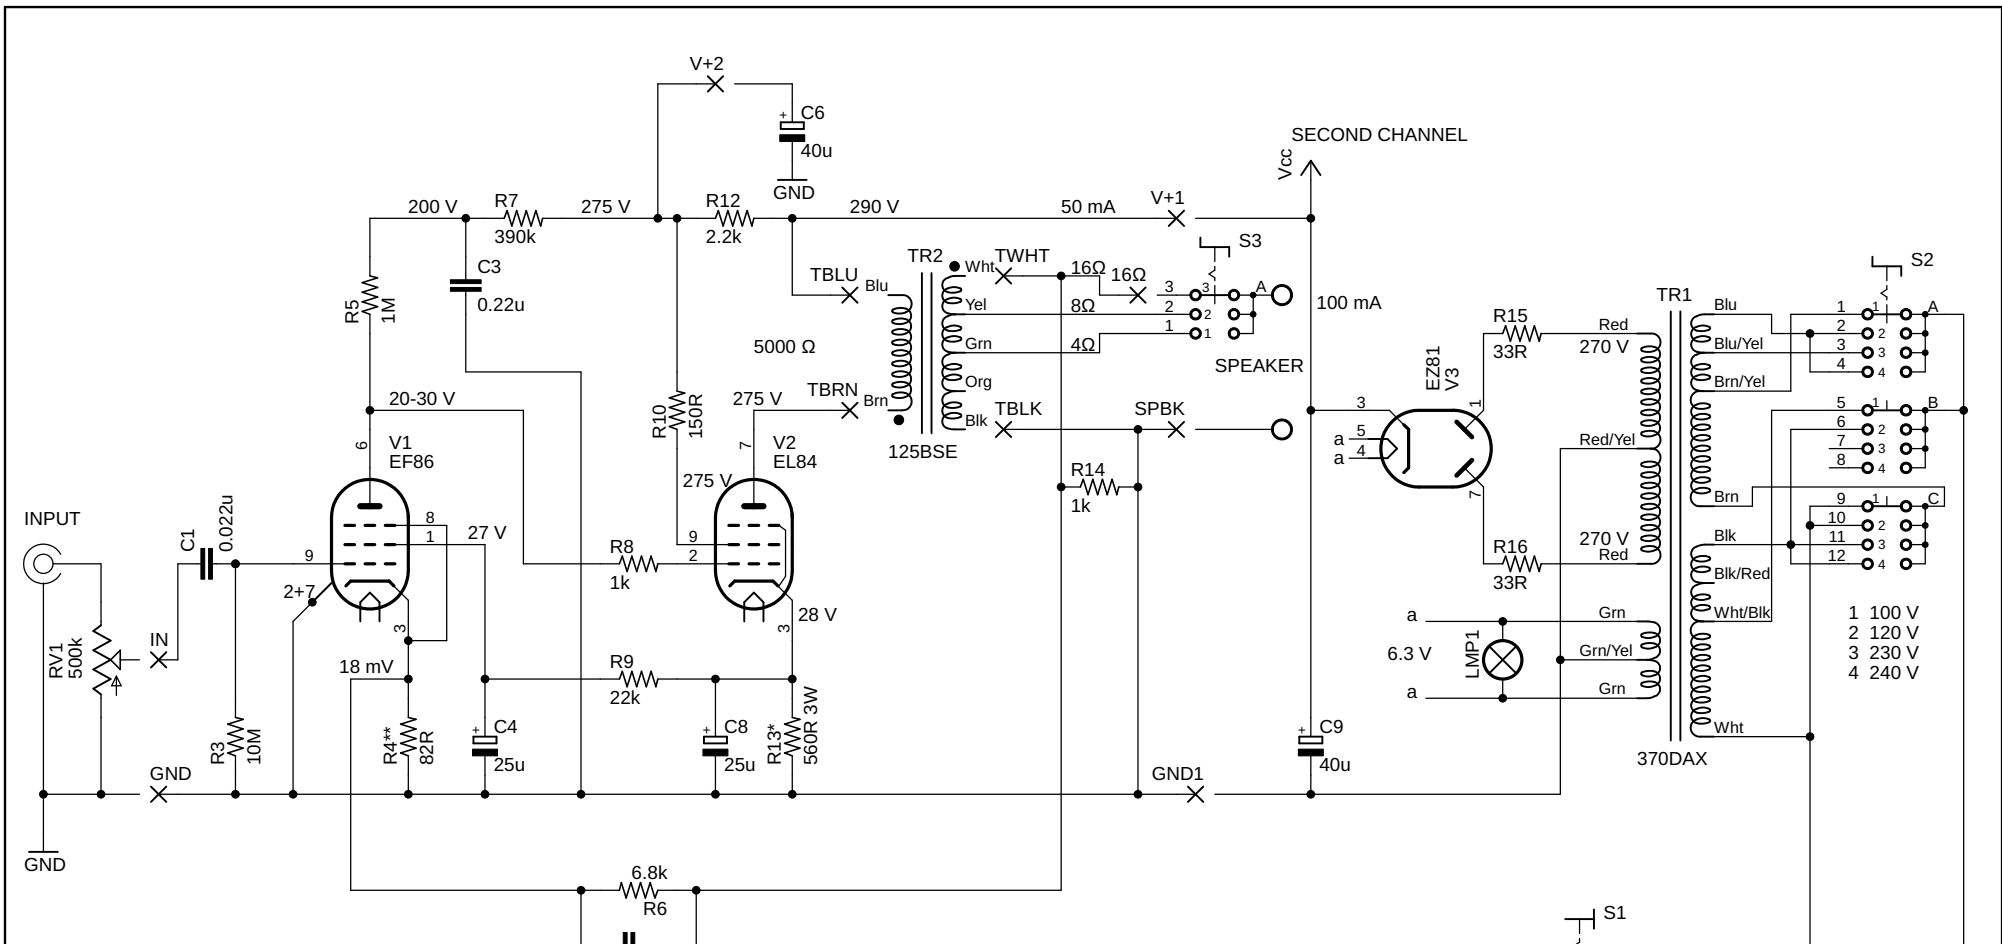 V+2
+
C6
40u
GND
SECOND CHANNEL
Vcc
200 V
R7
390k
275 V
R12
2.2k
290 V
50 mA
V+1
C3
0.22u
R5
1M
TBLU
Blu
TR2
Wht
TWHT
16Ω
16Ω
3
3
A
S3
Yel
8Ω
2
2
Grn
4Ω
1
1
5000 Ω
Org
SPEAKER
TBRN
Brn
125BSE
Blk
TBLK
SPBK
R14
1k
100 mA
20-30 V
R10
150R
275 V
6
V1
EF86
7
V2
EL84
275 V
INPUT
C1
0.022u
9
8
1
27 V
R8
1k
9
2
2+7
3
28 V
3
RV1
500k
IN
18 mV
R9
22k
R3
10M
R4**
82R
+
C4
25u
+
C8
25u
R13*
560R 3W
GND
GND1
GND
6.8k
R6
EZ81
V3
3
a
5
a
4
1
7
R15
33R
R16
33R
Red
270 V
Red/Yel
270 V
Red
a
Grn
6.3 V
LMP1
Grn/Yel
a
Grn
+
C9
40u
TR1
370DAX
Blu
Blu/Yel
Brn/Yel
Brn
Blk
Blk/Red
Wht/Blk
Wht
S2
1
1
A
2
2
3
3
4
4
5
1
B
6
2
7
3
8
4
9
1
C
10
2
11
3
12
4
1 100 V
2 120 V
3 230 V
4 240 V
S1